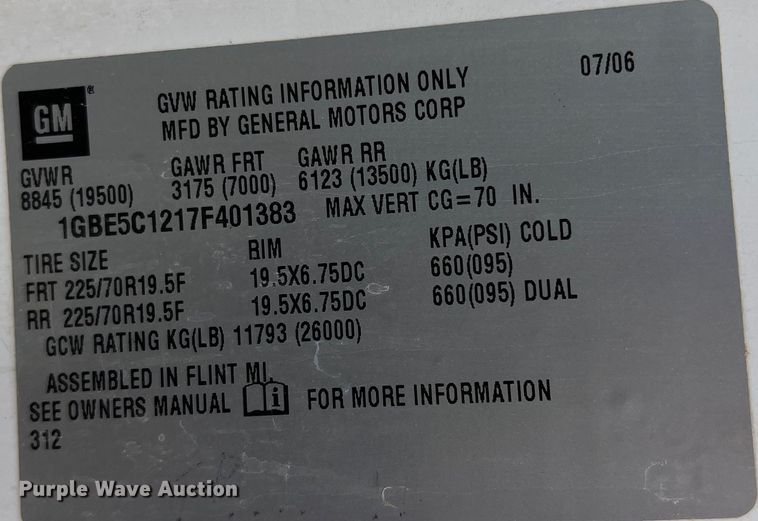 07/06
GM
GVW RATING INFORMATION ONLY
MFD BY GENERAL MOTORS CORP
GVWR GAWR FRT GAWR RR
8845 (19500) 3175 (7000) 6123 (13500) KG(LB)
1GBE5C1217F401383 MAX VERT CG=70 IN.
TIRE SIZE RIM KPA(PSI) COLD
FRT 225/70R19.5F 19.5X6.75DC 660(095)
RR 225/70R19.5F 19.5X6.75DC 660(095) DUAL
GCW RATING KG(LB) 11793 (26000)
ASSEMBLED IN FLINT MI.
SEE OWNERS MANUAL i FOR MORE INFORMATION
312
Purple Wave Auction